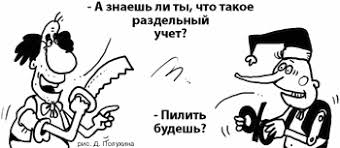 - А знаешь ли ты, что такое
раздельный
учет?
- Пилить
будешь?
рис. Д. Полухина